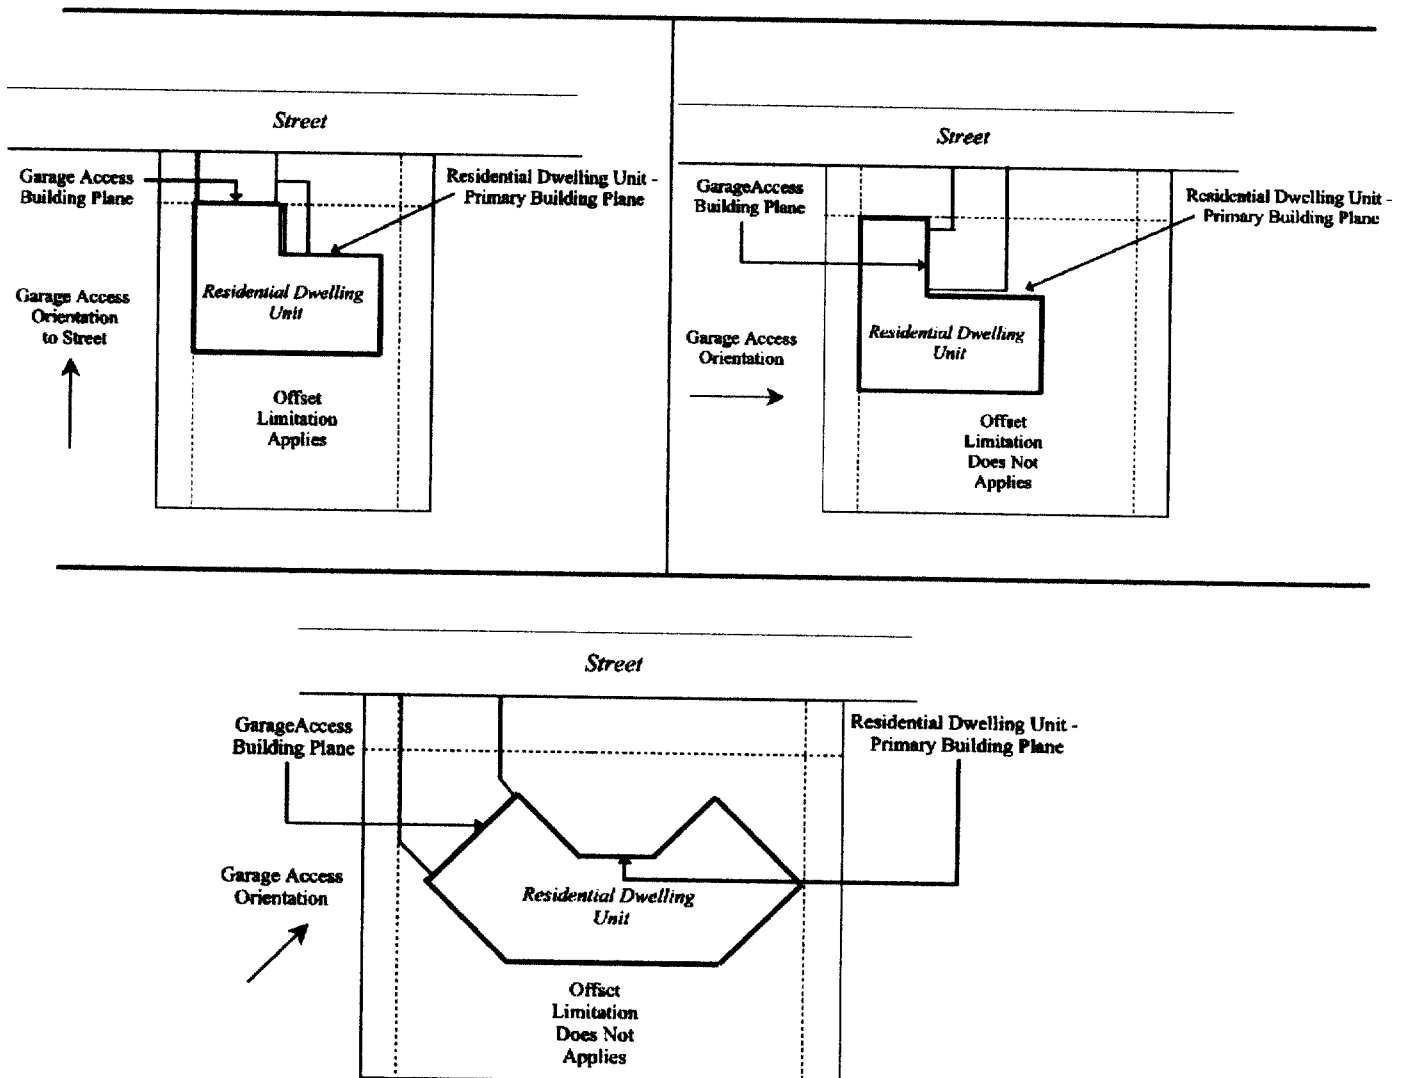 Street
Garage Access
Building Plane
Residential Dwelling Unit -
Primary Building Plane
Garage Access
Orientation
to Street
Residential Dwelling
Unit
Offset
Limitation
Applies
Street
GarageAccess
Building Plane
Residential Dwelling Unit -
Primary Building Plane
Garage Access
Orientation
Residential Dwelling
Unit
Offset
Limitation
Does Not
Applies
Street
GarageAccess
Building Plane
Residential Dwelling Unit -
Primary Building Plane
Garage Access
Orientation
Residential Dwelling
Unit
Offset
Limitation
Does Not
Applies